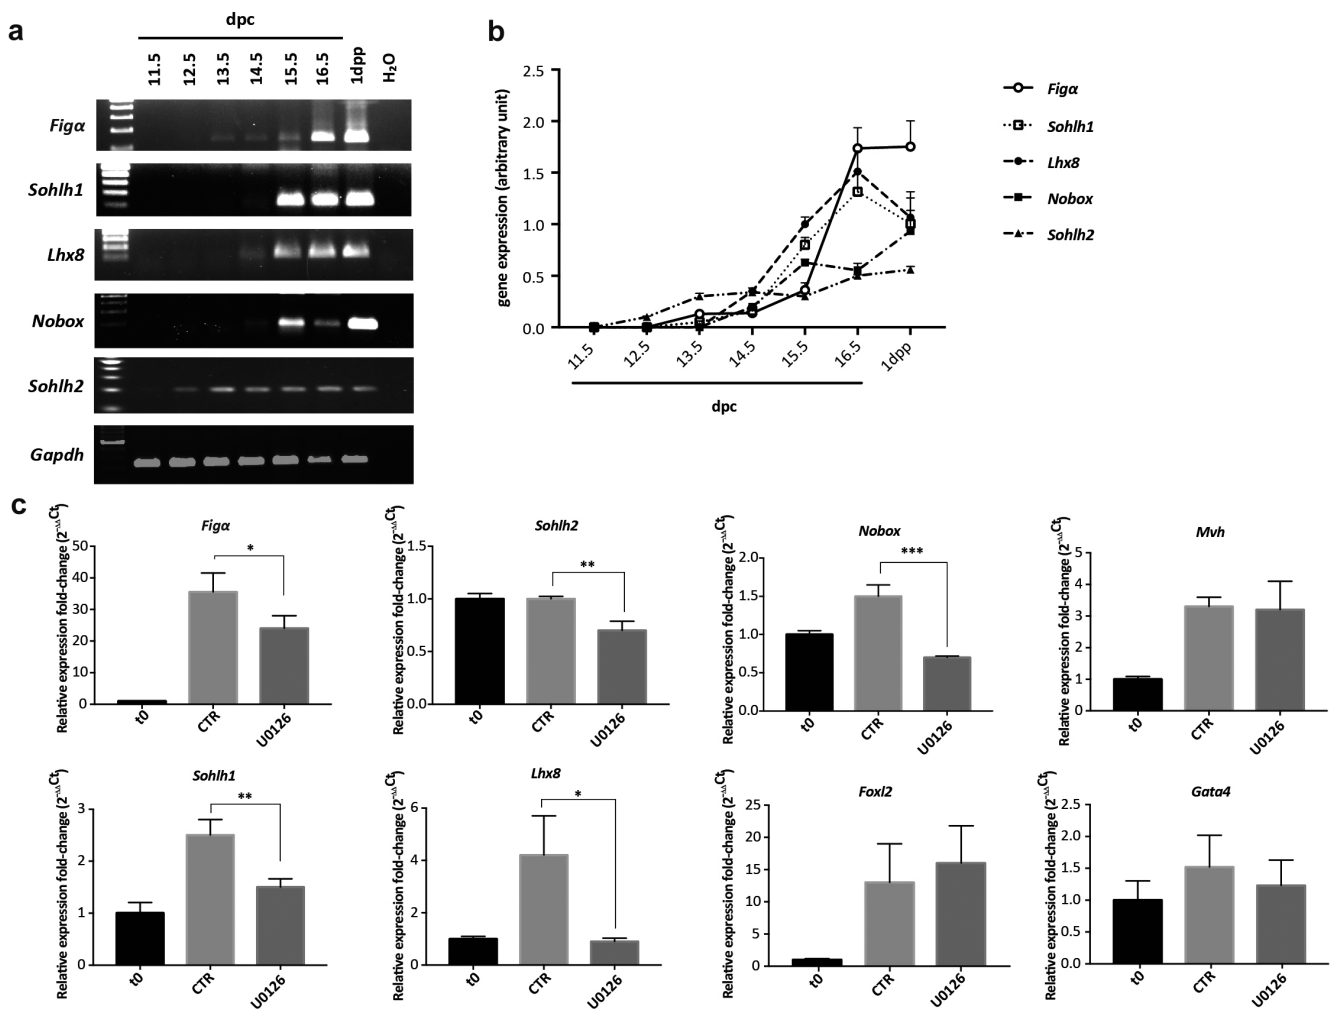 a
dpc
11.5 12.5 13.5 14.5 15.5 16.5 1dpp H₂O
Figα
Sohlh1
Lhx8
Nobox
Sohlh2
Gapdh
b
gene expression (arbitrary unit)
2.5
2.0
1.5
1.0
0.5
0.0
11.5 12.5 13.5 14.5 15.5 16.5 1dpp
dpc
Figα
Sohlh1
Lhx8
Nobox
Sohlh2
c
Figα
Relative expression fold-change (2⁻ᐃᐃCt)
50
40
30
20
10
0
*
t0 CTR U0126
Sohlh2
Relative expression fold-change (2⁻ᐃᐃCt)
1.5
1.0
0.5
0.0
**
t0 CTR U0126
Nobox
Relative expression fold-change (2⁻ᐃᐃCt)
2.0
1.5
1.0
0.5
0.0
***
t0 CTR U0126
Mvh
Relative expression fold-change (2⁻ᐃᐃCt)
5
4
3
2
1
0
t0 CTR U0126
Sohlh1
Relative expression fold-change (2⁻ᐃᐃCt)
3
2
1
0
**
t0 CTR U0126
Lhx8
Relative expression fold-change (2⁻ᐃᐃCt)
6
4
2
0
*
t0 CTR U0126
Foxl2
Relative expression fold-change (2⁻ᐃᐃCt)
25
20
15
10
5
0
t0 CTR U0126
Gata4
Relative expression fold-change (2⁻ᐃᐃCt)
2.5
2.0
1.5
1.0
0.5
0.0
t0 CTR U0126